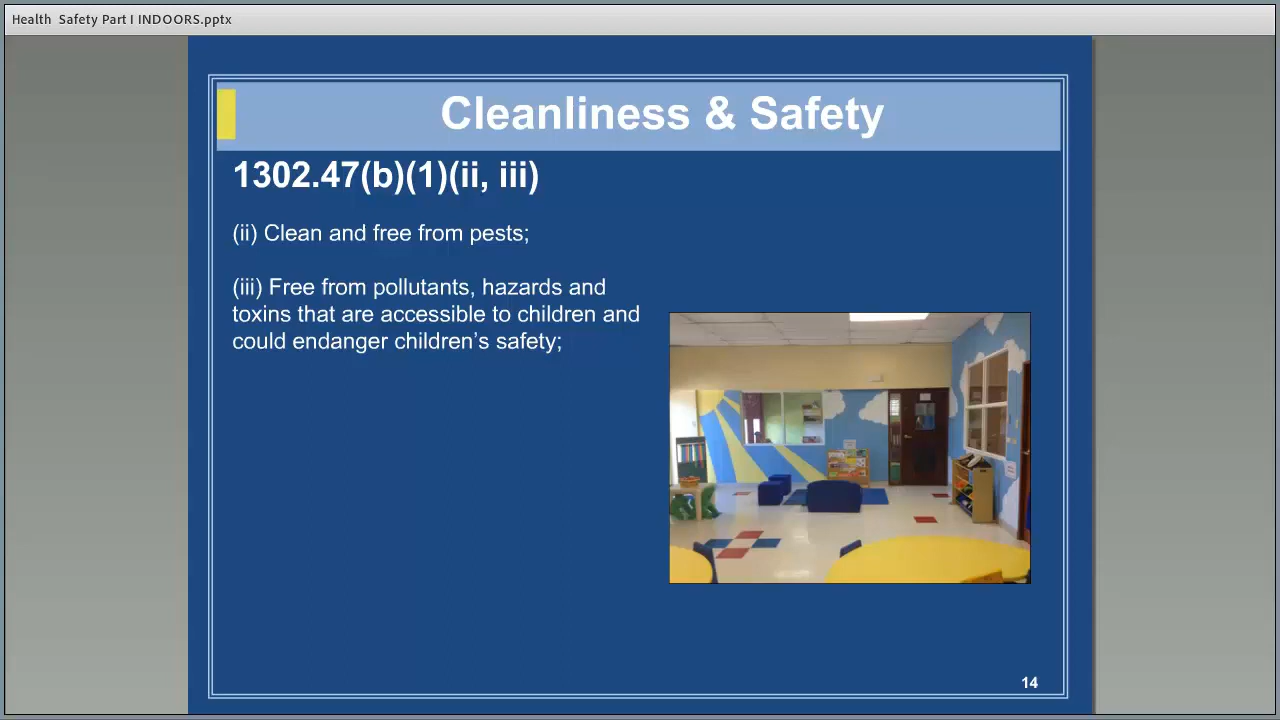 Health  Safety Part I INDOORS.pptx
Cleanliness & Safety
1302.47(b)(1)(ii, iii)
(ii) Clean and free from pests;
(iii) Free from pollutants, hazards and
toxins that are accessible to children and
could endanger children’s safety;
14